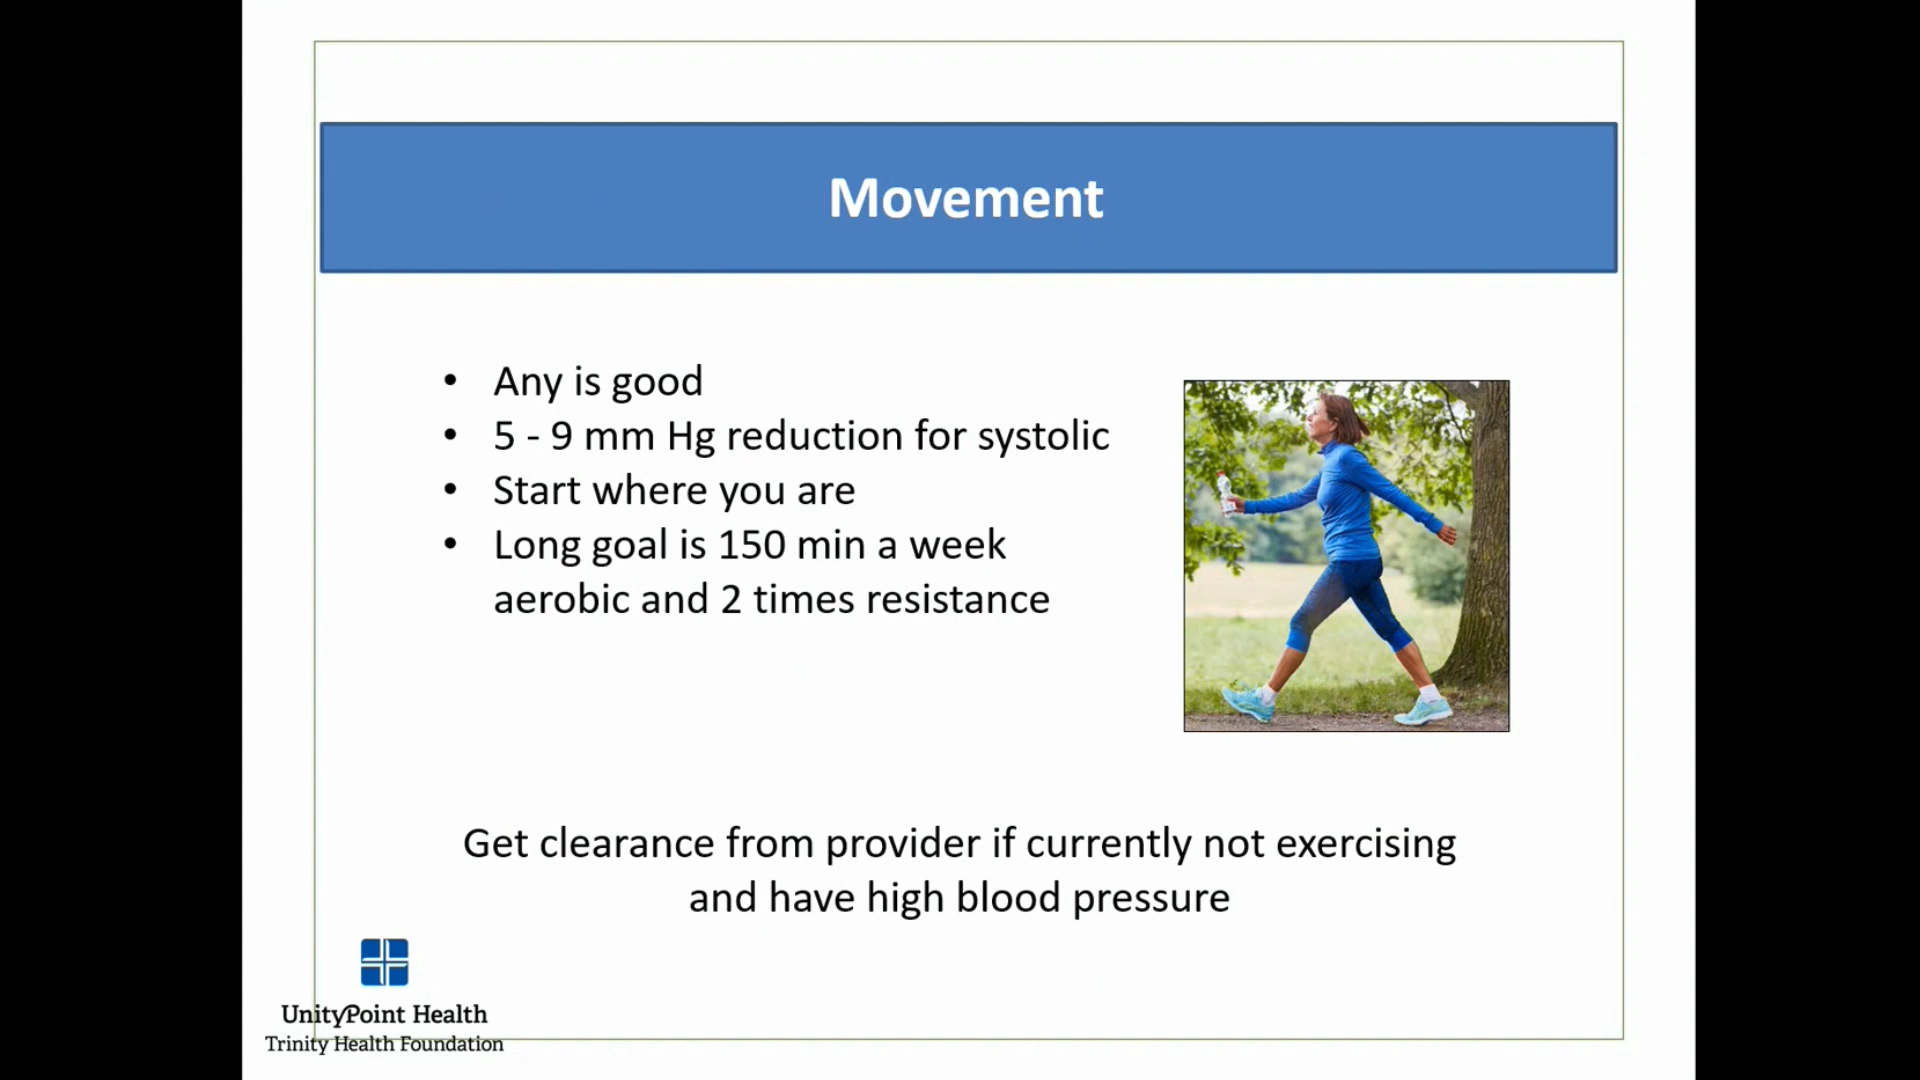 Movement
• Any is good
• 5 - 9 mm Hg reduction for systolic
• Start where you are
• Long goal is 150 min a week
aerobic and 2 times resistance
Get clearance from provider if currently not exercising
and have high blood pressure
UnityPoint Health
Trinity Health Foundation